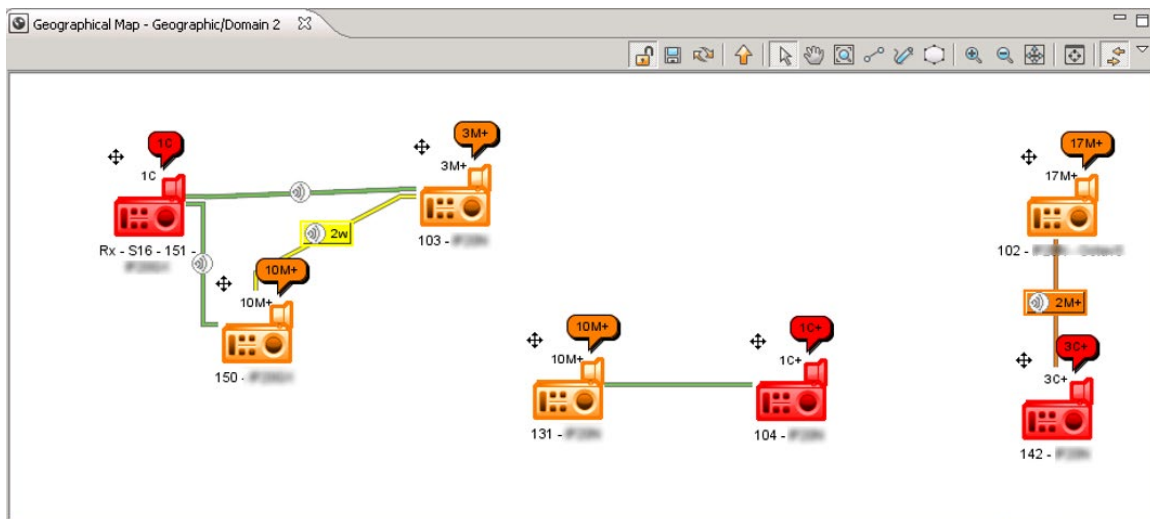 Geographical Map - Geographic/Domain 2
1C
1C
Rx - S16 - 151 -
3M+
3M+
103 -
2w
10M+
10M+
150 -
10M+
10M+
131 -
1C+
1C+
104 -
17M+
17M+
102 -
2M+
3C+
3C+
142 -